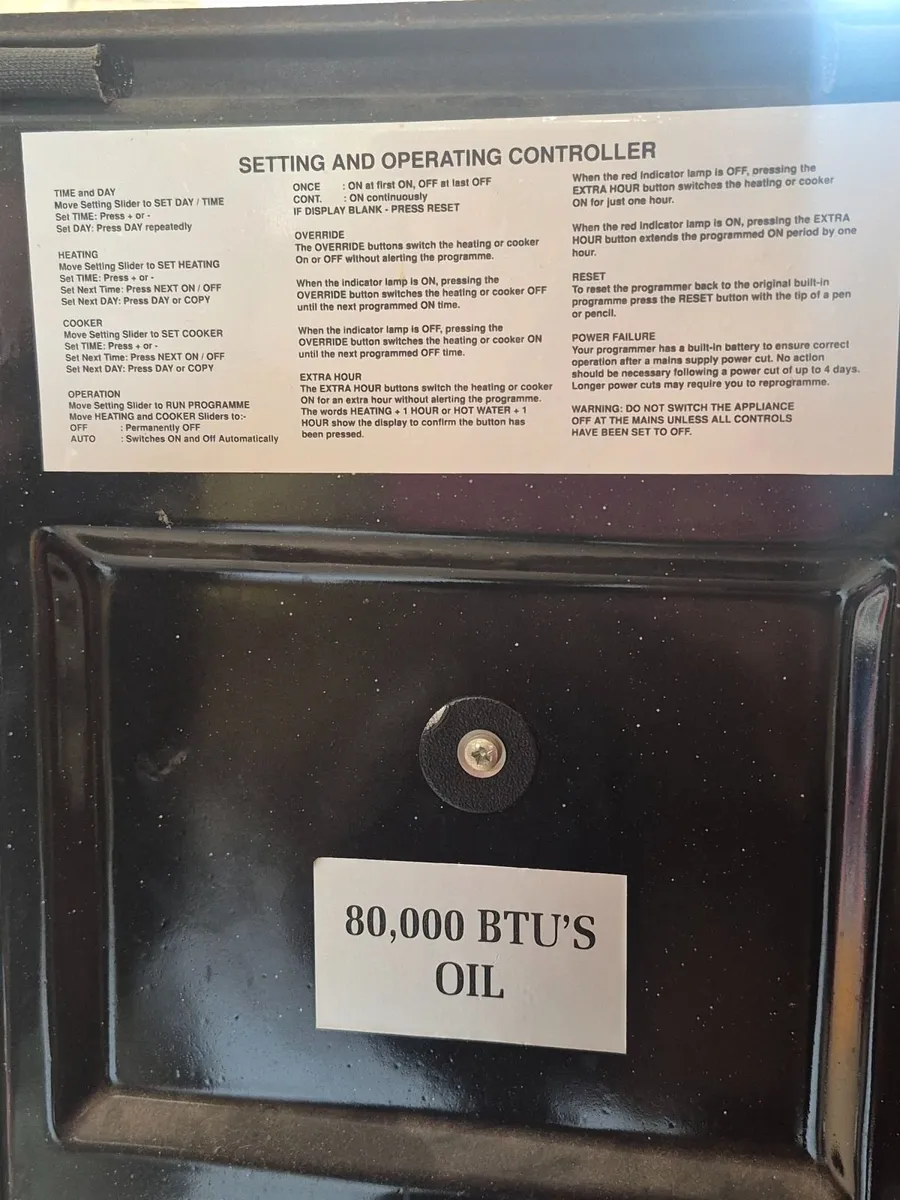 SETTING AND OPERATING CONTROLLER
TIME and DAY
Move Setting Slider to SET DAY / TIME
Set TIME: Press + or -
Set DAY: Press DAY repeatedly
HEATING
Move Setting Slider to SET HEATING
Set TIME: Press + or -
Set Next Time: Press NEXT ON / OFF
Set Next DAY: Press DAY or COPY
COOKER
Move Setting Slider to SET COOKER
Set TIME: Press + or -
Set Next Time: Press NEXT ON / OFF
Set Next DAY: Press DAY or COPY
OPERATION
Move Setting Slider to RUN PROGRAMME
Move HEATING and COOKER Sliders to:-
OFF : Permanently OFF
AUTO : Switches ON and Off Automatically
ONCE : ON at first ON, OFF at last OFF
CONT. : ON continuously
IF DISPLAY BLANK - PRESS RESET
OVERRIDE
The OVERRIDE buttons switch the heating or cooker
On or OFF without alerting the programme.
When the indicator lamp is ON, pressing the
OVERRIDE button switches the heating or cooker OFF
until the next programmed ON time.
When the indicator lamp is OFF, pressing the
OVERRIDE button switches the heating or cooker ON
until the next programmed OFF time.
EXTRA HOUR
The EXTRA HOUR buttons switch the heating or cooker
ON for an extra hour without alerting the programme.
The words HEATING + 1 HOUR or HOT WATER + 1
HOUR show the display to confirm the button has
been pressed.
When the red indicator lamp is OFF, pressing the
EXTRA HOUR button switches the heating or cooker
ON for just one hour.
When the red indicator lamp is ON, pressing the EXTRA
HOUR button extends the programmed ON period by one
hour.
RESET
To reset the programmer back to the original built-in
programme press the RESET button with the tip of a pen
or pencil.
POWER FAILURE
Your programmer has a built-in battery to ensure correct
operation after a mains supply power cut. No action
should be necessary following a power cut of up to 4 days.
Longer power cuts may require you to reprogramme.
WARNING: DO NOT SWITCH THE APPLIANCE
OFF AT THE MAINS UNLESS ALL CONTROLS
HAVE BEEN SET TO OFF.
80,000 BTU'S
OIL